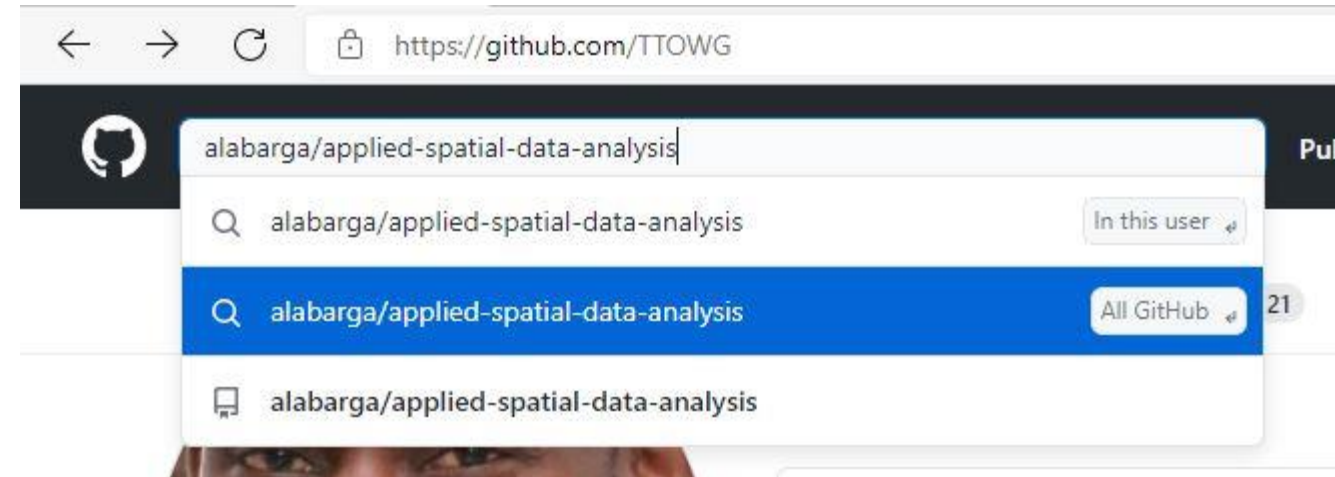 https://github.com/TTOWG
alabarga/applied-spatial-data-analysis
alabarga/applied-spatial-data-analysis In this user
alabarga/applied-spatial-data-analysis All GitHub
21
alabarga/applied-spatial-data-analysis